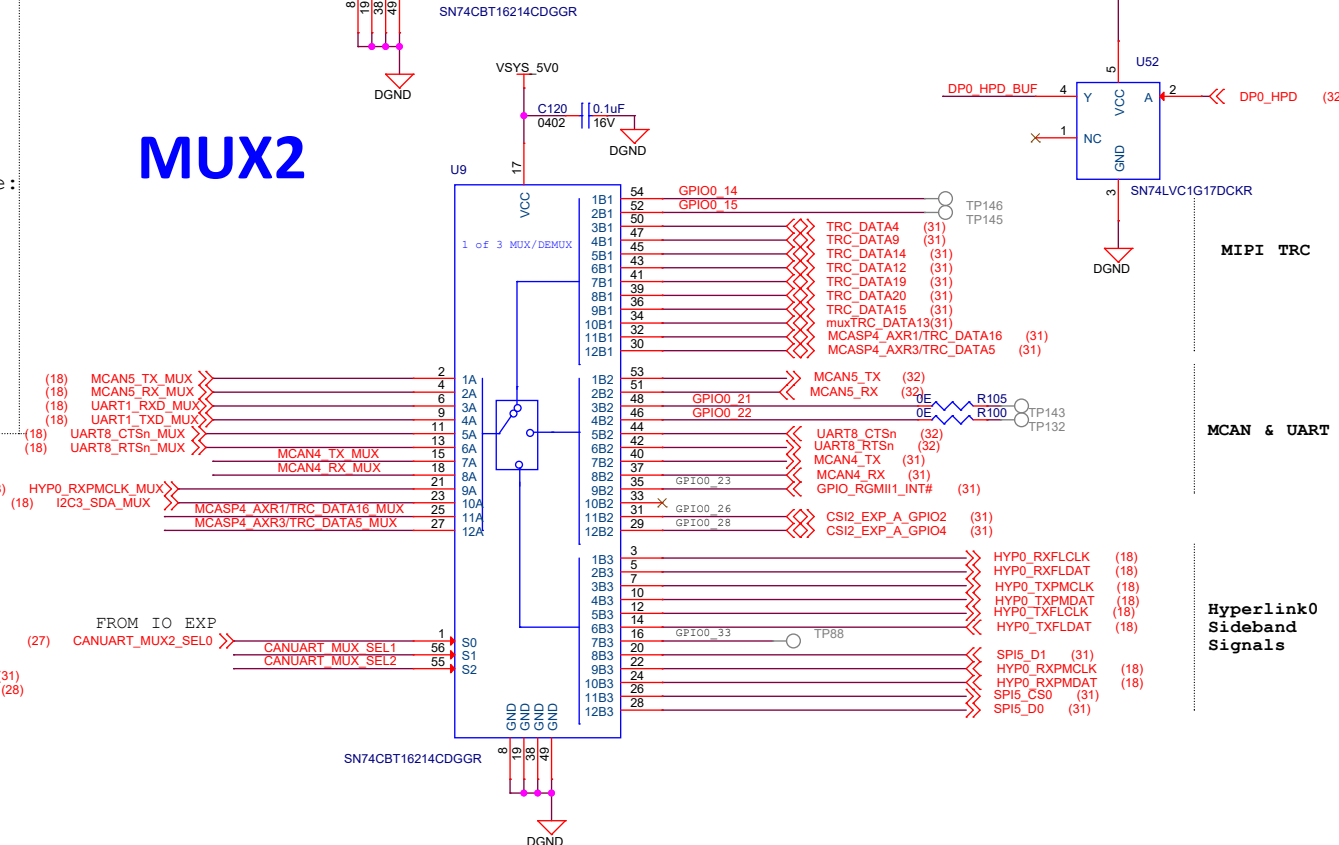 8
19
38
49
SN74CBT16214CDGGR
DGND
MUX2
VSYS_5V0
C120
0.1uF
0402
16V
DGND
U9
17
VCC
1 of 3 MUX/DEMUX
U52
5
DP0_HPD_BUF
4
Y
VCC
A
2
DP0_HPD
1
NC
GND
3
SN74LVC1G17DCKR
DGND
1B1 54 GPIO0_14 TP146
2B1 52 GPIO0_15 TP145
3B1 50 TRC_DATA4 (31)
4B1 47 TRC_DATA9 (31)
5B1 45 TRC_DATA14 (31)
6B1 43 TRC_DATA12 (31)
7B1 41 TRC_DATA19 (31)
8B1 39 TRC_DATA20 (31)
9B1 36 TRC_DATA15 (31)
10B1 34 muxTRC_DATA13(31)
11B1 32 MCASP4_AXR1/TRC_DATA16 (31)
12B1 30 MCASP4_AXR3/TRC_DATA5 (31)
MIPI TRC
(18) MCAN5_TX_MUX 2 1A
(18) MCAN5_RX_MUX 4 2A
(18) UART1_RXD_MUX 6 3A
(18) UART1_TXD_MUX 9 4A
(18) UART8_CTSn_MUX 11 5A
(18) UART8_RTSn_MUX 13 6A
MCAN4_TX_MUX 15 7A
MCAN4_RX_MUX 18 8A
HYP0_RXPMCLK_MUX 21 9A
(18) I2C3_SDA_MUX 23 10A
MCASP4_AXR1/TRC_DATA16_MUX 25 11A
MCASP4_AXR3/TRC_DATA5_MUX 27 12A
1B2 53 MCAN5_TX (32)
2B2 51 MCAN5_RX (32)
3B2 48 GPIO0_21 0E R105 TP143
4B2 46 GPIO0_22 0E R100 TP132
5B2 44 UART8_CTSn (32)
6B2 42 UART8_RTSn (32)
7B2 40 MCAN4_TX (31)
8B2 37 MCAN4_RX (31)
9B2 35 GPIO0_23 GPIO_RGMII1_INT# (31)
10B2 33
11B2 31 GPIO0_26 CSI2_EXP_A_GPIO2 (31)
12B2 29 GPIO0_28 CSI2_EXP_A_GPIO4 (31)
MCAN & UART
1B3 3 HYP0_RXFLCLK (18)
2B3 5 HYP0_RXFLDAT (18)
3B3 7 HYP0_TXPMCLK (18)
4B3 10 HYP0_TXPMDAT (18)
5B3 12 HYP0_TXFLCLK (18)
6B3 14 HYP0_TXFLDAT (18)
7B3 16 GPIO0_33 TP88
8B3 20 SPI5_D1 (31)
9B3 22 HYP0_RXPMCLK (18)
10B3 24 HYP0_RXPMDAT (18)
11B3 26 SPI5_CS0 (31)
12B3 28 SPI5_D0 (31)
Hyperlink0
Sideband
Signals
FROM IO EXP
(27) CANUART_MUX2_SEL0 1 S0
CANUART_MUX_SEL1 56 S1
CANUART_MUX_SEL2 55 S2
31)
(28)
GND
GND
GND
GND
8
19
38
49
SN74CBT16214CDGGR
DGND